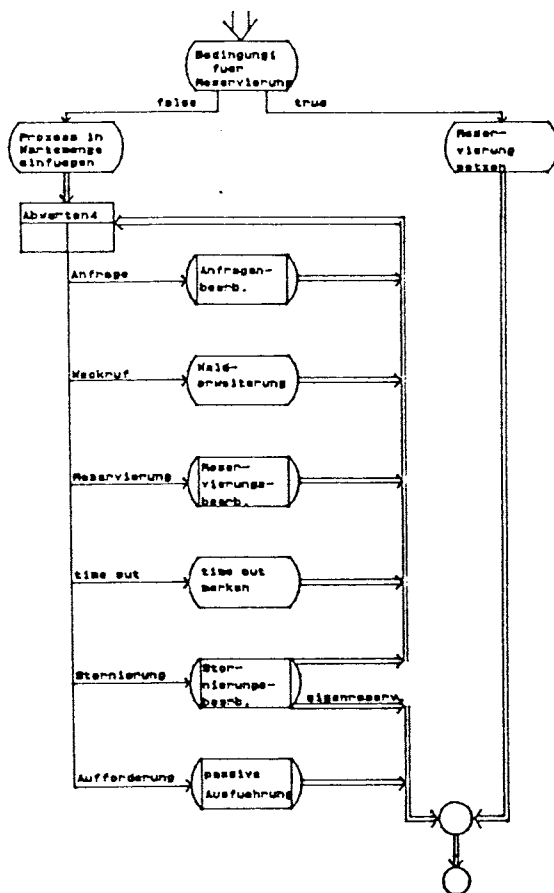 Bedingung:
fuer
Reservierung
false
true
Prozess in
Wartemenge
einfuegen
Reser-
vierung
setzen
Abwarten4
Anfrage
Anfragen-
bearb.
Weckruf
Wald-
erweiterung
Reservierung
Reser-
vierungs-
bearb.
time out
time out
merken
Stornierung
Stor-
nierungs-
bearb.
eigenreserv.
Aufforderung
passive
Ausfuehrung